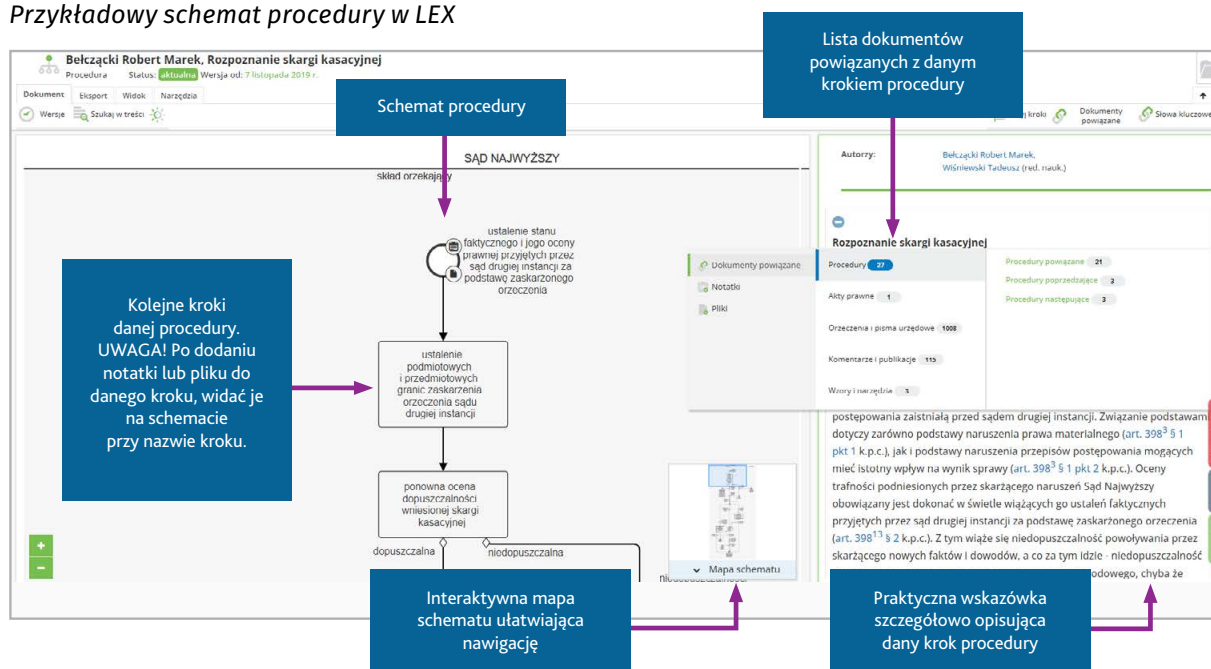 Przykładowy schemat procedury w LEX
Bełczącki Robert Marek, Rozpoznanie skargi kasacyjnej
Procedura Status: aktualna Wersja od: 7 listopada 2019 r.
Dokument Eksport Widok Narzędzia
Wersje Szukaj w treści
kroki Dokumenty powiązane Słowa kluczowe
Schemat procedury
Lista dokumentów
powiązanych z danym
krokiem procedury
SĄD NAJWYŻSZY
skład orzekający
ustalenie stanu
faktycznego i jogo oceny
prawnej przyjętych przez
sąd drugiej instancji za
podstawę zaskarżonego
orzeczenia
Kolejne kroki
danej procedury.
UWAGA! Po dodaniu
notatki lub pliku do
danego kroku, widać je
na schemacie
przy nazwie kroku.
ustalenie
podmiotowych
i przedmiotowych
granic zaskarżenia
orzeczenia sądu
drugiej instancji
ponowna ocena
dopuszczalności
wniesionej skargi
kasacyjnej
dopuszczalna niedopuszczalna
+
−
Mapa schematu
Autorzy: Bełczącki Robert Marek,
Wiśniewski Tadeusz (red. nauk.)
Rozpoznanie skargi kasacyjnej
Dokumenty powiązane
Notatki
Pliki
Procedury 27
Akty prawne 1
Orzeczenia i pisma urzędowe 1008
Komentarze i publikacje 115
Wzory i narzędzia 3
Procedury powiązane 21
Procedury poprzedzające 3
Procedury następujące 3
postępowania zaistniałą przed sądem drugiej instancji. Związanie podstawami
dotyczy zarówno podstawy naruszenia prawa materialnego (art. 398³ § 1
pkt 1 k.p.c.), jak i podstawy naruszenia przepisów postępowania mogących
mieć istotny wpływ na wynik sprawy (art. 398³ § 1 pkt 2 k.p.c.). Oceny
trafności podniesionych przez skarżącego naruszeń Sąd Najwyższy
obowiązany jest dokonać w świetle wiążących go ustaleń faktycznych
przyjętych przez sąd drugiej instancji za podstawę zaskarżonego orzeczenia
(art. 398¹³ § 2 k.p.c.). Z tym wiąże się niedopuszczalność powoływania przez
skarżącego nowych faktów i dowodów, a co za tym idzie - niedopuszczalność
odowego, chyba że
Interaktywna mapa
schematu ułatwiająca
nawigację
Praktyczna wskazówka
szczegółowo opisująca
dany krok procedury